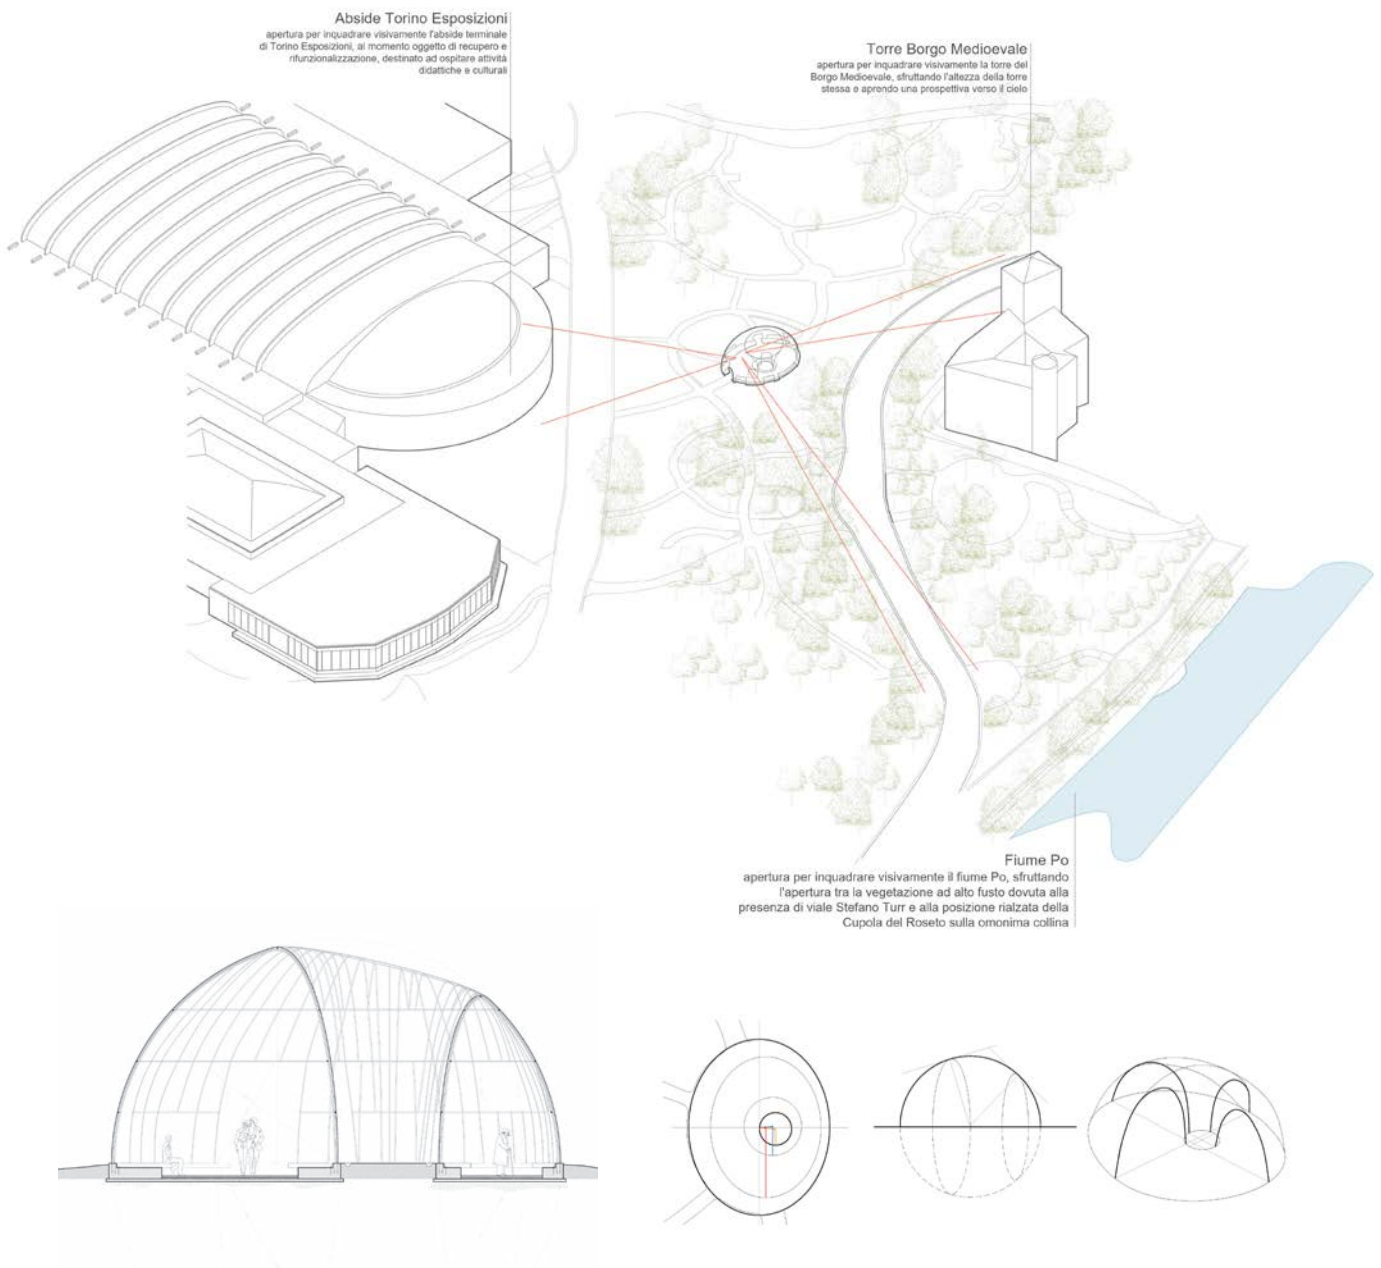 Abside Torino Esposizioni
apertura per inquadrare visivamente l'abside terminale
di Torino Esposizioni, al momento oggetto di recupero e
rifunzionalizzazione, destinato ad ospitare attività
didattiche e culturali
Torre Borgo Medioevale
apertura per inquadrare visivamente la torre del
Borgo Medioevale, sfruttando l'altezza della torre
stessa e aprendo una prospettiva verso il cielo
Fiume Po
apertura per inquadrare visivamente il fiume Po, sfruttando
l'apertura tra la vegetazione ad alto fusto dovuta alla
presenza di viale Stefano Turr e alla posizione rialzata della
Cupola del Roseto sulla omonima collina